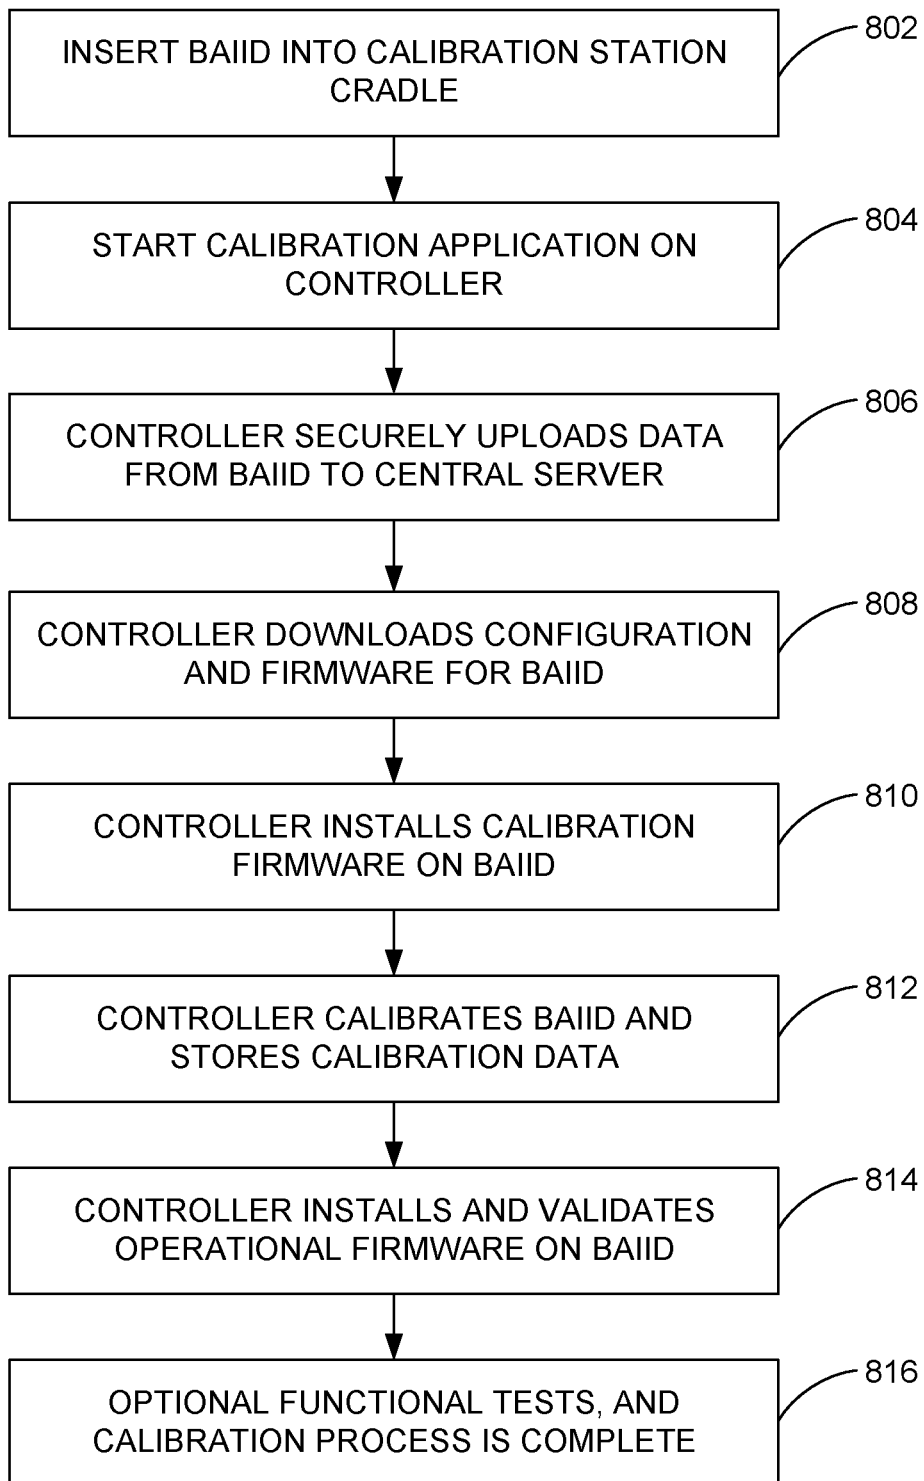 INSERT BAIID INTO CALIBRATION STATION
CRADLE
802
START CALIBRATION APPLICATION ON
CONTROLLER
804
CONTROLLER SECURELY UPLOADS DATA
FROM BAIID TO CENTRAL SERVER
806
CONTROLLER DOWNLOADS CONFIGURATION
AND FIRMWARE FOR BAIID
808
CONTROLLER INSTALLS CALIBRATION
FIRMWARE ON BAIID
810
CONTROLLER CALIBRATES BAIID AND
STORES CALIBRATION DATA
812
CONTROLLER INSTALLS AND VALIDATES
OPERATIONAL FIRMWARE ON BAIID
814
OPTIONAL FUNCTIONAL TESTS, AND
CALIBRATION PROCESS IS COMPLETE
816